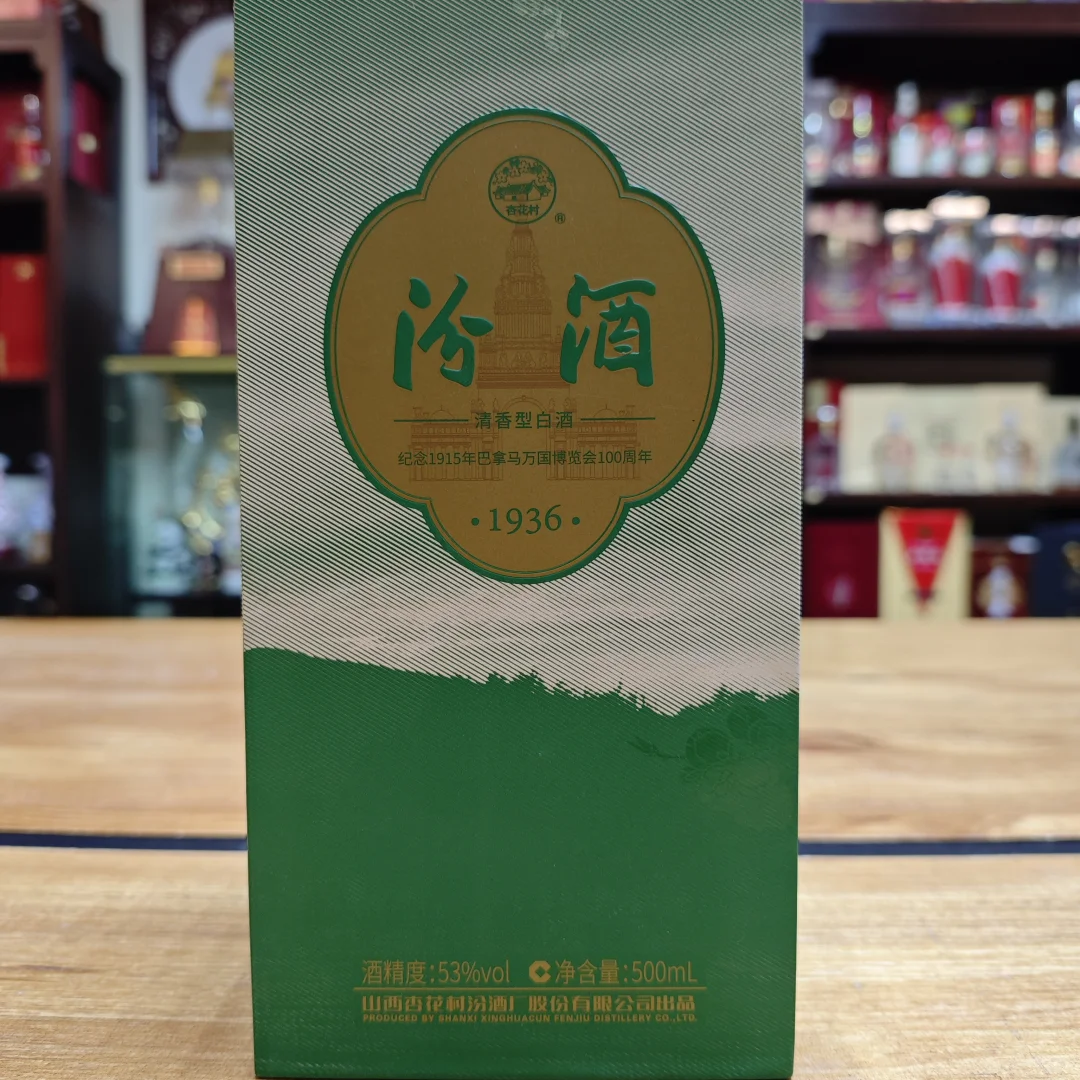 杏花村
®
汾酒
清香型白酒
纪念1915年巴拿马万国博览会100周年
·1936·
酒精度:53%vol 净含量:500mL
山西杏花村汾酒厂股份有限公司出品
PRODUCED BY SHANXI XINGHUACUN FENJIU DISTILLERY CO.,LTD.